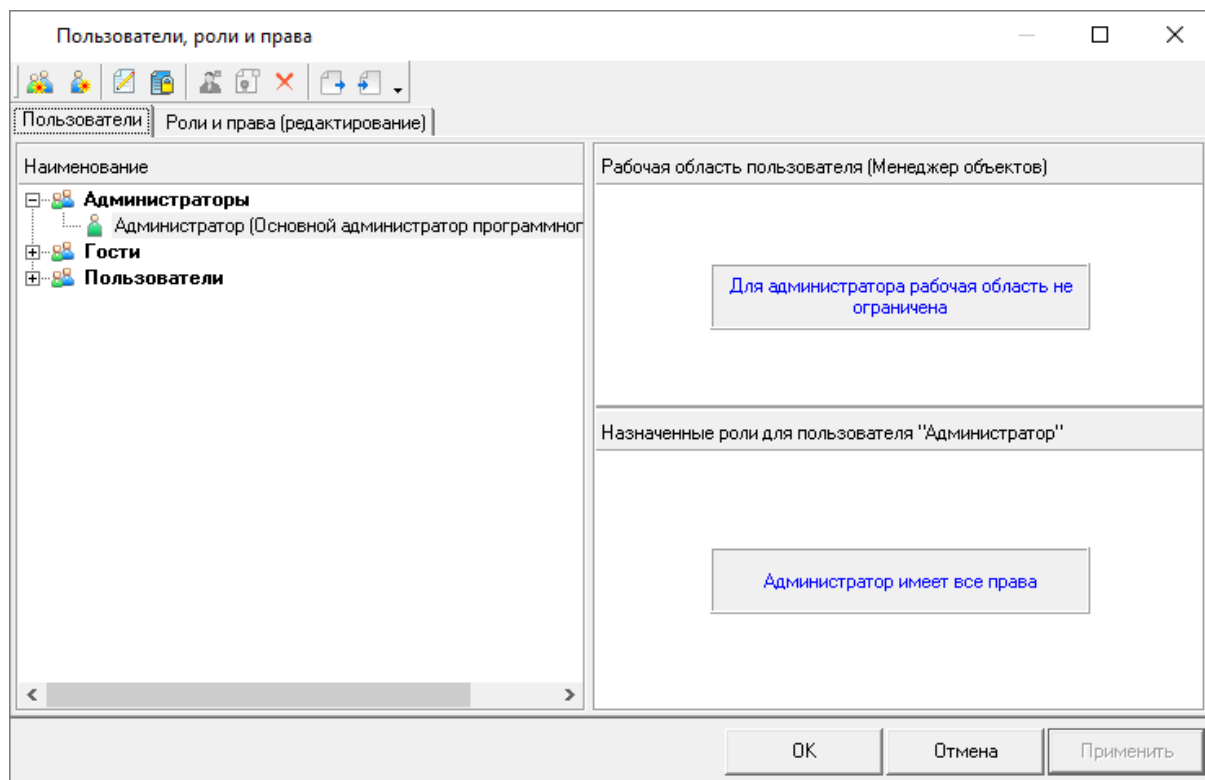 Пользователи, роли и права
Пользователи Роли и права (редактирование)
Наименование
Администраторы
Администратор (Основной администратор программног
Гости
Пользователи
Рабочая область пользователя (Менеджер объектов)
Для администратора рабочая область не
ограничена
Назначенные роли для пользователя "Администратор"
Администратор имеет все права
OK Отмена Применить